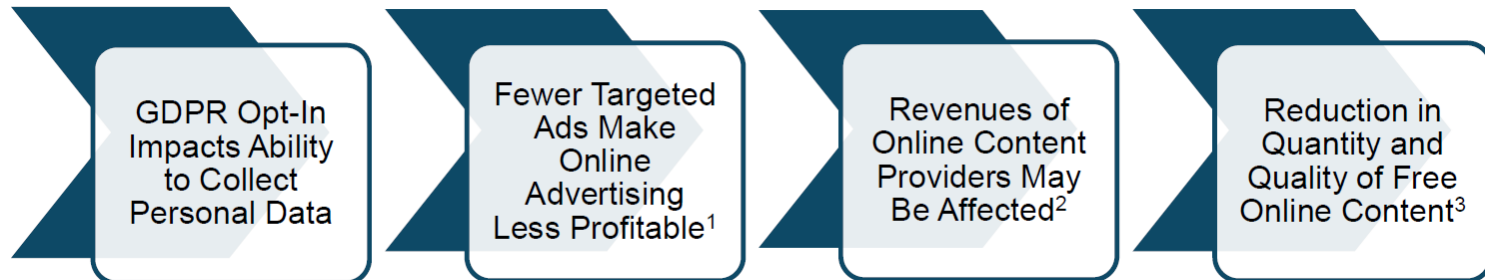 GDPR Opt-In
Impacts Ability
to Collect
Personal Data
Fewer Targeted
Ads Make
Online
Advertising
Less Profitable¹
Revenues of
Online Content
Providers May
Be Affected²
Reduction in
Quantity and
Quality of Free
Online Content³